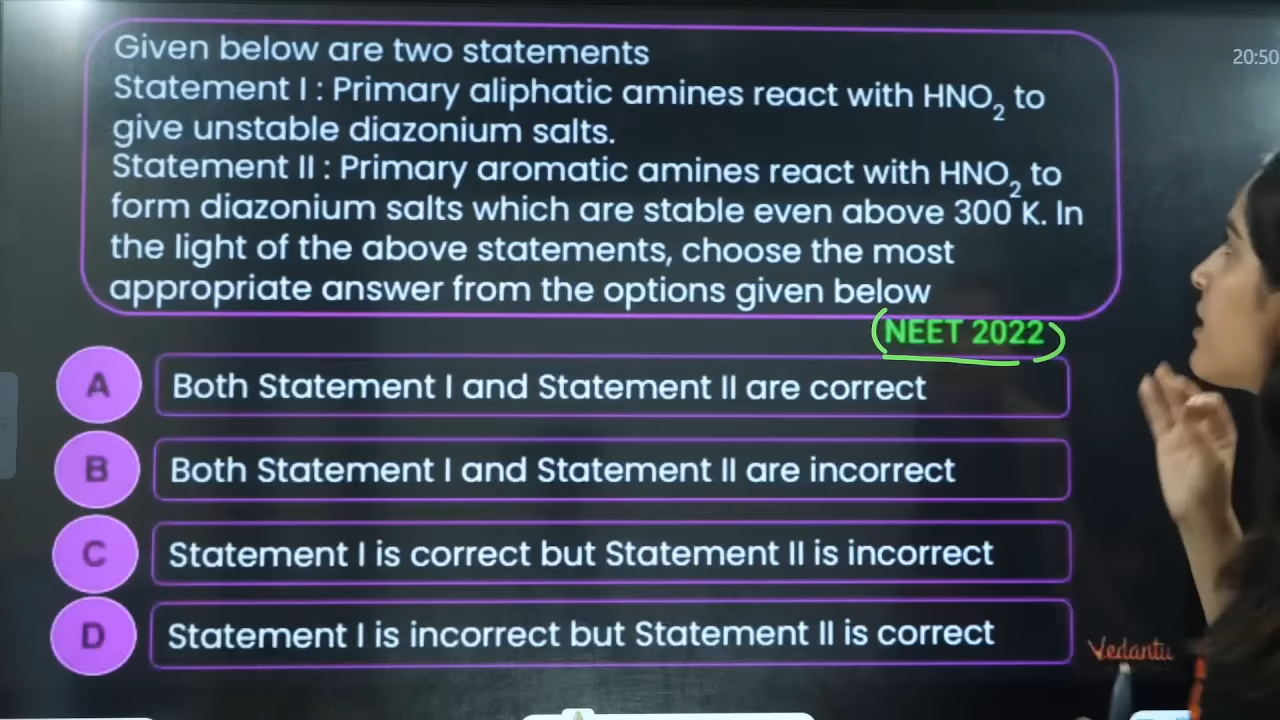 Given below are two statements
20:50
Statement I : Primary aliphatic amines react with HNO2 to
give unstable diazonium salts.
Statement II : Primary aromatic amines react with HNO2 to
form diazonium salts which are stable even above 300 K. In
the light of the above statements, choose the most
appropriate answer from the options given below
NEET 2022
A Both Statement I and Statement II are correct
B Both Statement I and Statement II are incorrect
C Statement I is correct but Statement II is incorrect
D Statement I is incorrect but Statement II is correct
Vedantu